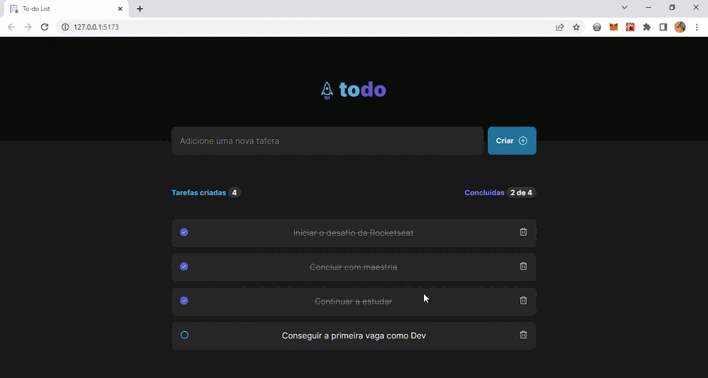 To-do List
127.0.0.1:5173
todo
Adicione uma nova tafera
Criar
Tarefas criadas 4
Concluídas 2 de 4
Iniciar o desafio da Rocketseat
Concluir com maestria
Continuar a estudar
Conseguir a primeira vaga como Dev